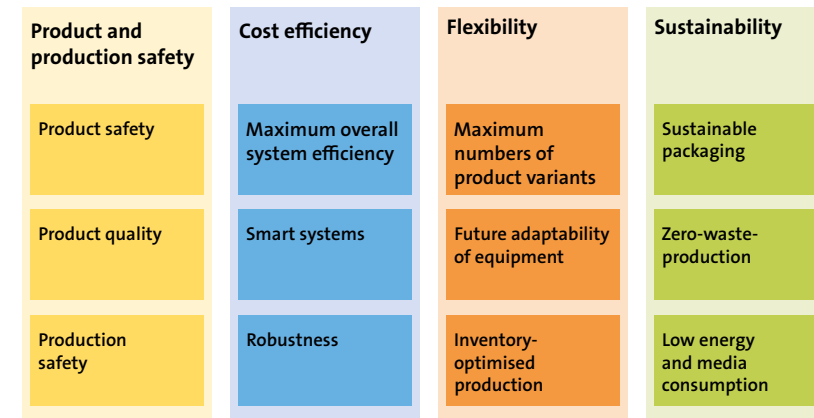 Product and
production safety
Product safety
Product quality
Production
safety
Cost efficiency
Maximum overall
system efficiency
Smart systems
Robustness
Flexibility
Maximum
numbers of
product variants
Future adaptability
of equipment
Inventory-
optimised
production
Sustainability
Sustainable
packaging
Zero-waste-
production
Low energy
and media
consumption